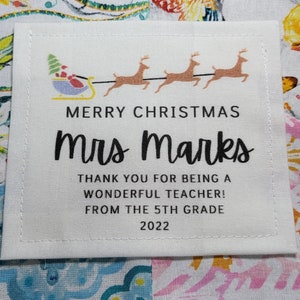 MERRY CHRISTMAS
Mrs Marks
THANK YOU FOR BEING A
WONDERFUL TEACHER!
FROM THE 5TH GRADE
2022